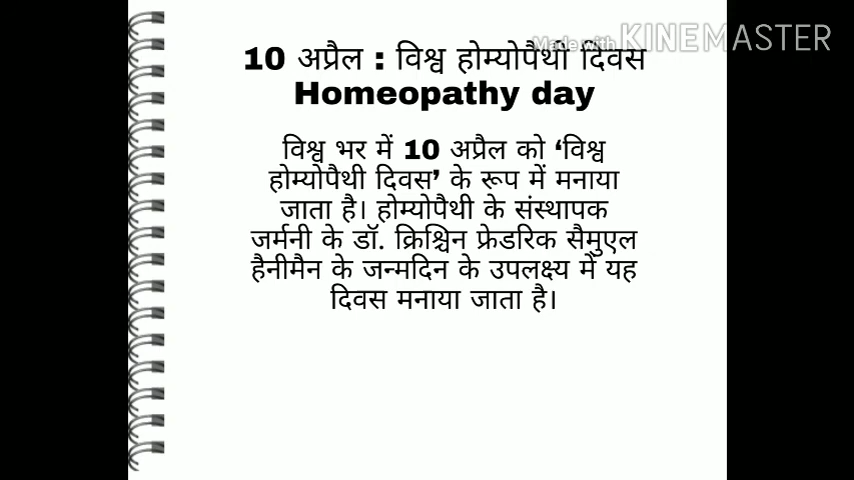 Made with KINEMASTER
10 अप्रैल : विश्व होम्योपैथी दिवस
Homeopathy day
विश्व भर में 10 अप्रैल को ‘विश्व
होम्योपैथी दिवस’ के रूप में मनाया
जाता है। होम्योपैथी के संस्थापक
जर्मनी के डॉ. क्रिश्चिन फ्रेडरिक सैमुएल
हैनीमैन के जन्मदिन के उपलक्ष्य में यह
दिवस मनाया जाता है।